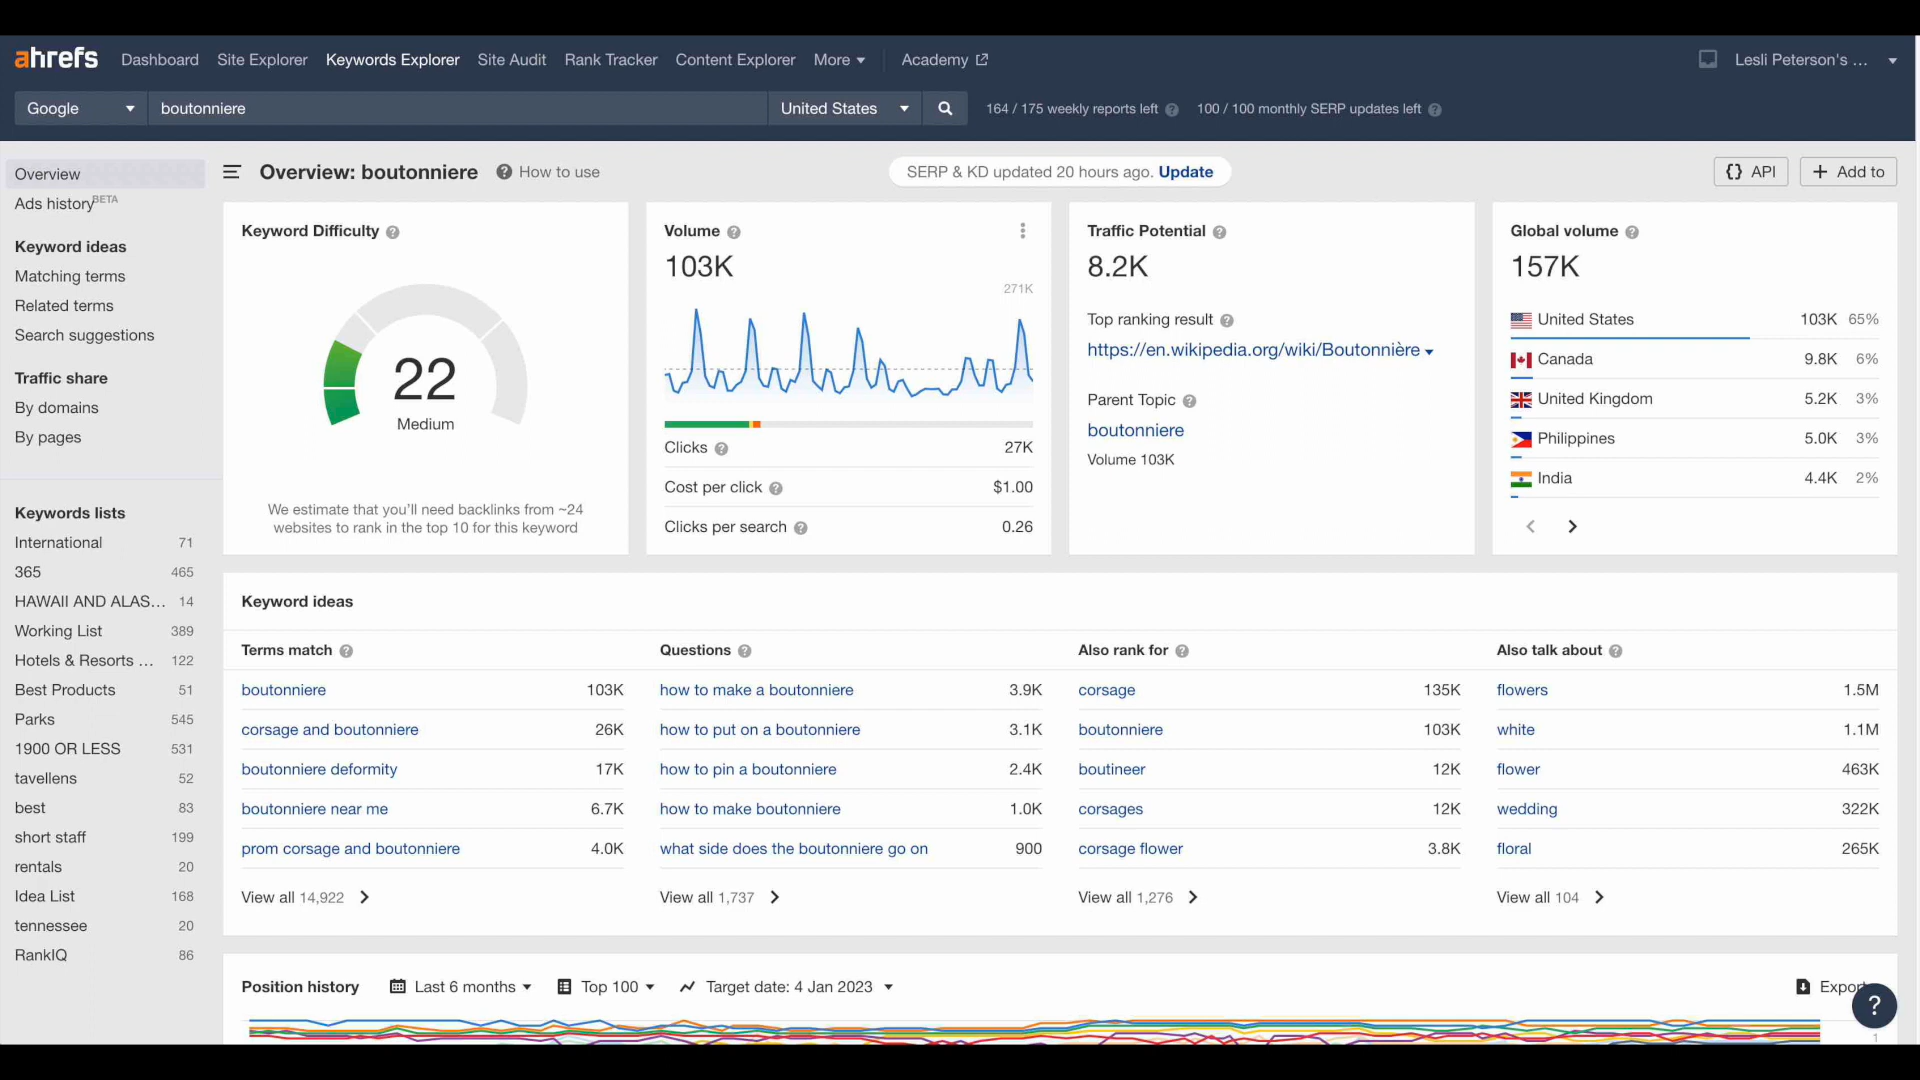 ahrefs Dashboard Site Explorer Keywords Explorer Site Audit Rank Tracker Content Explorer More Academy Lesli Peterson's ...
Google boutonniere United States 164 / 175 weekly reports left 100 / 100 monthly SERP updates left
Overview
Ads history BETA
Keyword ideas
Matching terms
Related terms
Search suggestions
Traffic share
By domains
By pages
Keywords lists
International 71
365 465
HAWAII AND ALAS... 14
Working List 389
Hotels & Resorts ... 122
Best Products 51
Parks 545
1900 OR LESS 531
tavellens 52
best 83
short staff 199
rentals 20
Idea List 168
tennessee 20
RankIQ 86
Overview: boutonniere ? How to use SERP & KD updated 20 hours ago. Update {} API + Add to
Keyword Difficulty ?
22
Medium
We estimate that you'll need backlinks from ~24
websites to rank in the top 10 for this keyword
Volume ?
103K
271K
Clicks ? 27K
Cost per click ? $1.00
Clicks per search ? 0.26
Traffic Potential ?
8.2K
Top ranking result ?
https://en.wikipedia.org/wiki/Boutonnière
Parent Topic ?
boutonniere
Volume 103K
Global volume ?
157K
United States 103K 65%
Canada 9.8K 6%
United Kingdom 5.2K 3%
Philippines 5.0K 3%
India 4.4K 2%
Keyword ideas
Terms match ?
boutonniere 103K
corsage and boutonniere 26K
boutonniere deformity 17K
boutonniere near me 6.7K
prom corsage and boutonniere 4.0K
View all 14,922
Questions ?
how to make a boutonniere 3.9K
how to put on a boutonniere 3.1K
how to pin a boutonniere 2.4K
how to make boutonniere 1.0K
what side does the boutonniere go on 900
View all 1,737
Also rank for ?
corsage 135K
boutonniere 103K
boutineer 12K
corsages 12K
corsage flower 3.8K
View all 1,276
Also talk about ?
flowers 1.5M
white 1.1M
flower 463K
wedding 322K
floral 265K
View all 104
Position history Last 6 months Top 100 Target date: 4 Jan 2023 Export
?
1